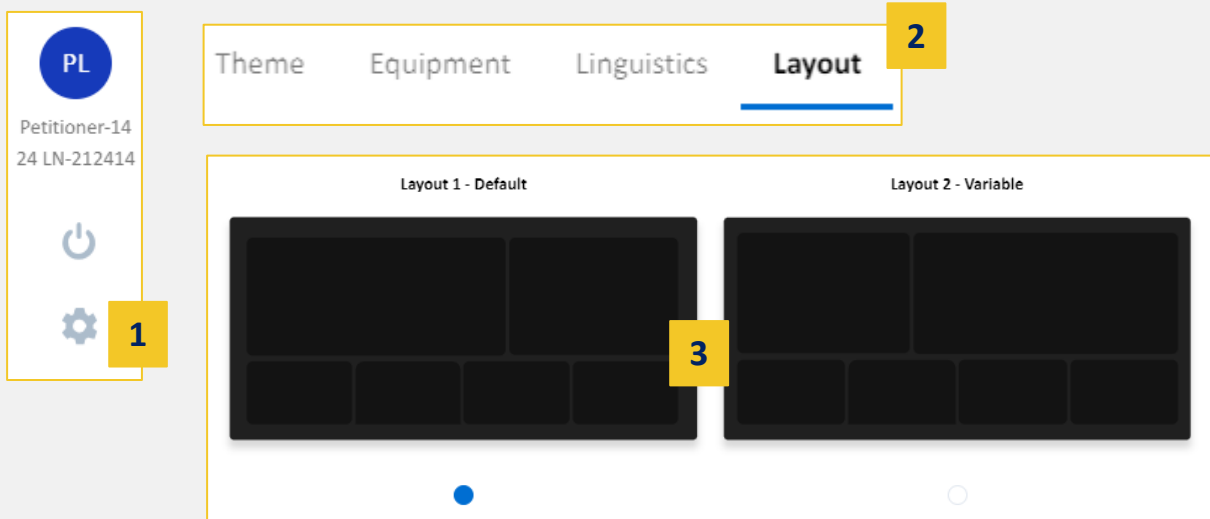 PL
Petitioner-14
24 LN-212414
1
Theme Equipment Linguistics Layout
2
Layout 1 - Default Layout 2 - Variable
3